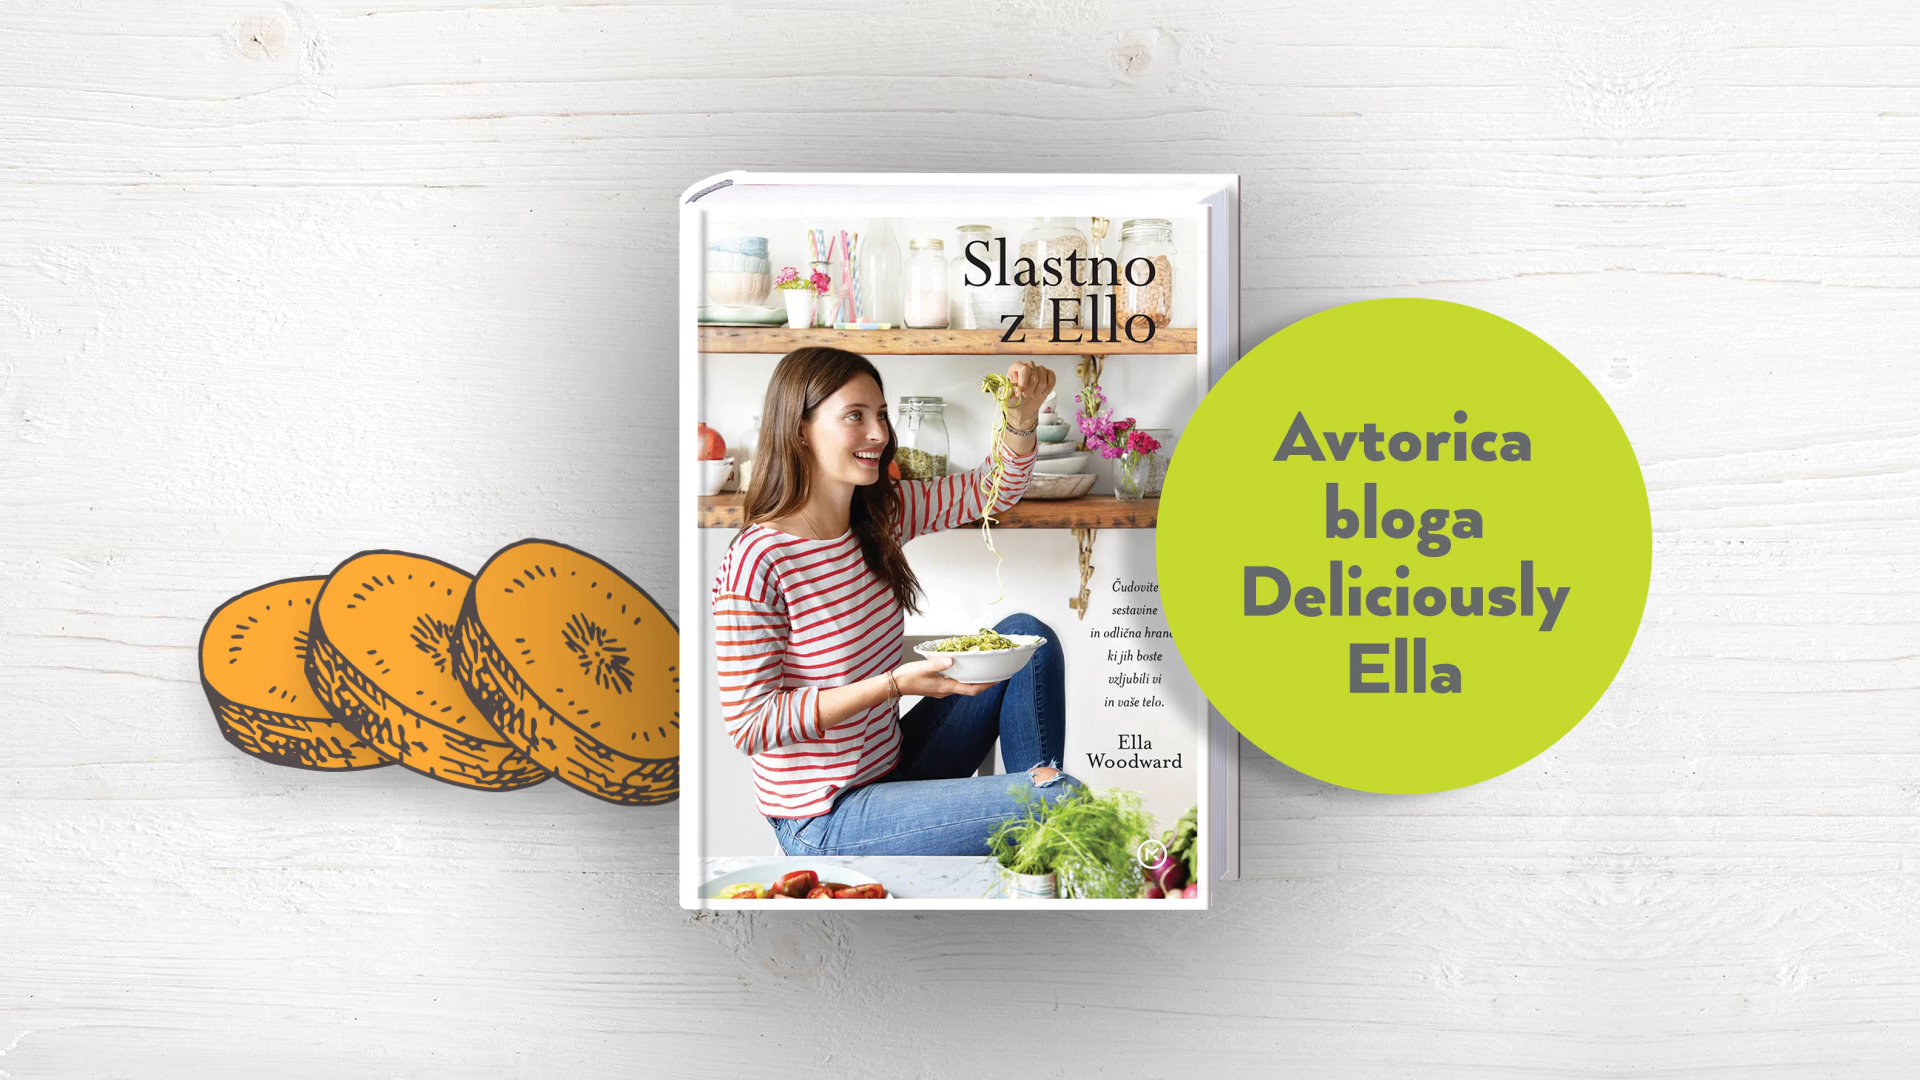 Slastno
z Ello
Čudovite
sestavine
in odlična hrana
ki jih boste
vzljubili vi
in vaše telo.
Ella
Woodward
Avtorica
bloga
Deliciously
Ella